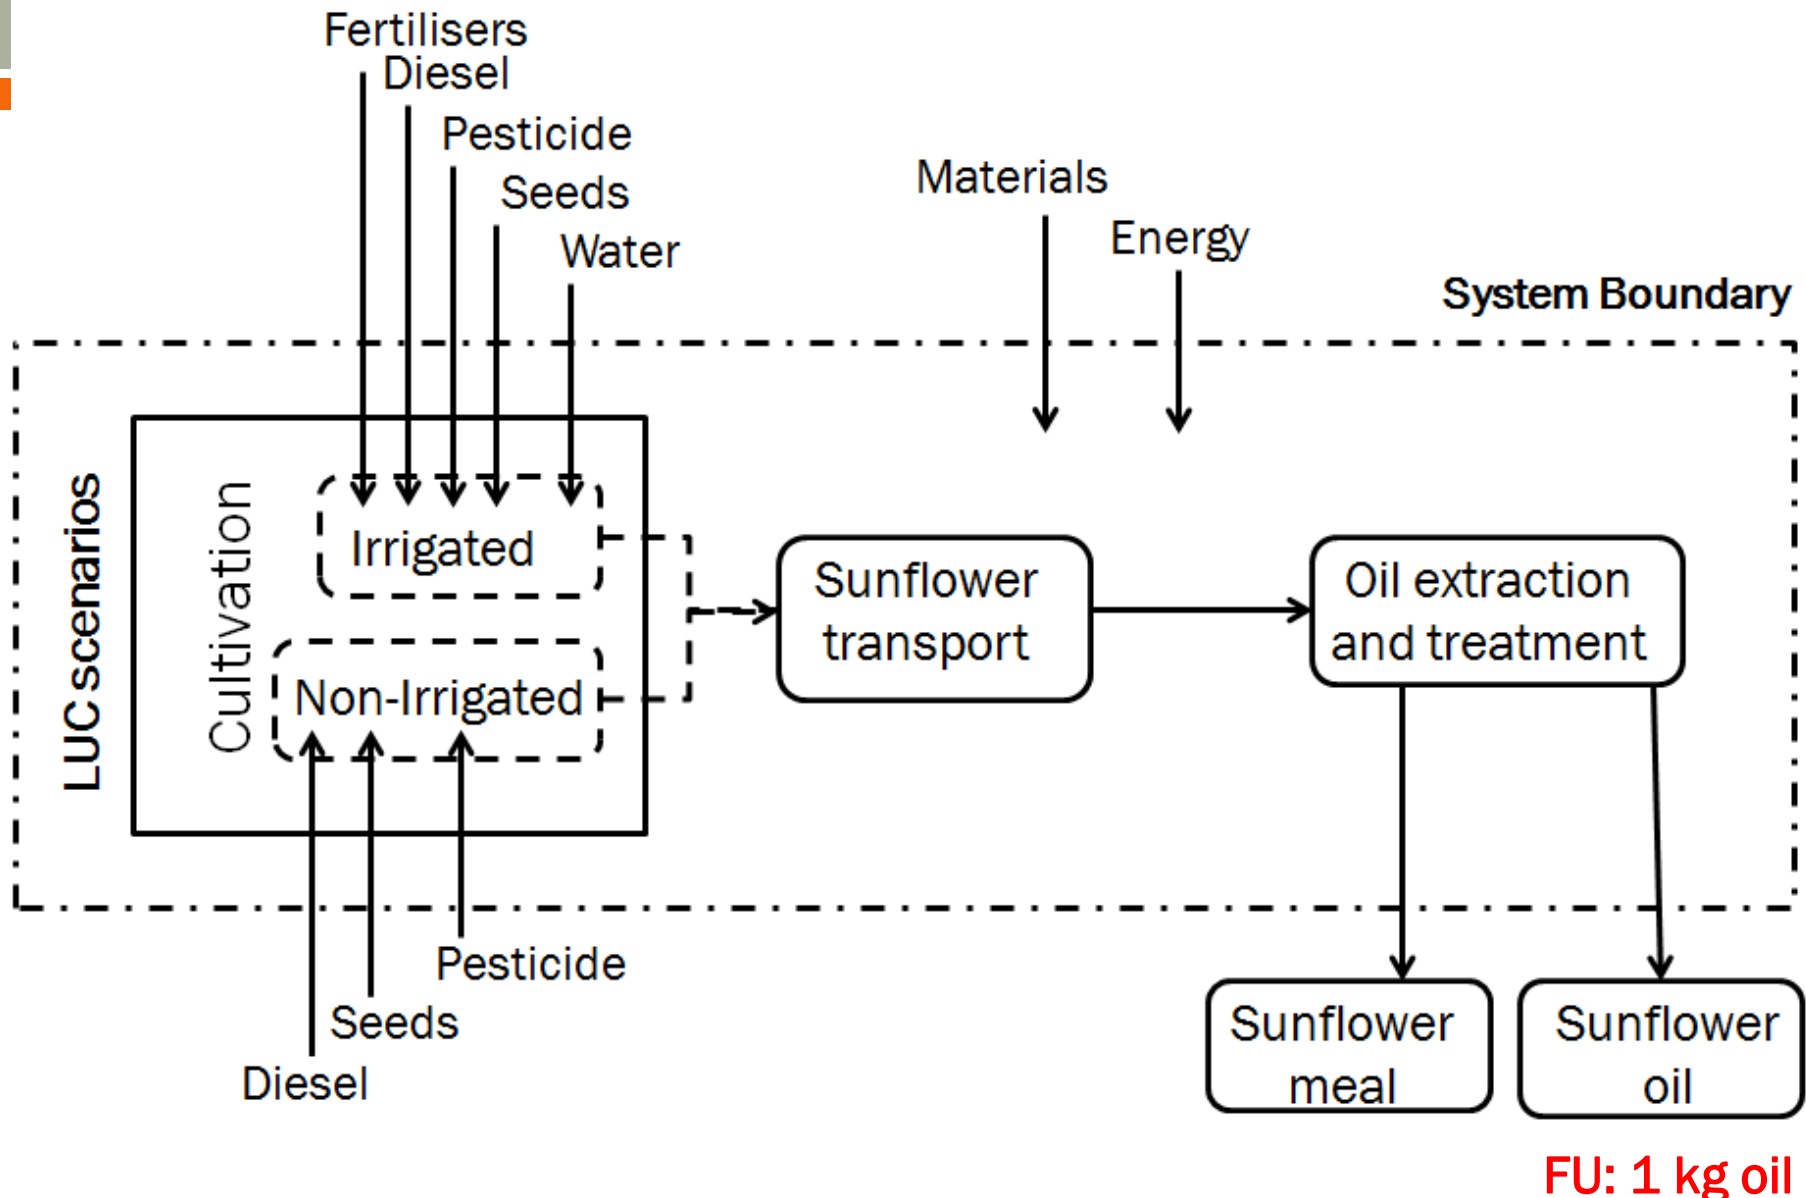 Fertilisers
Diesel
Pesticide
Seeds
Water
Materials
Energy
System Boundary
LUC scenarios
Cultivation
Irrigated
Non-Irrigated
Sunflower
transport
Oil extraction
and treatment
Pesticide
Seeds
Diesel
Sunflower
meal
Sunflower
oil
FU: 1 kg oil